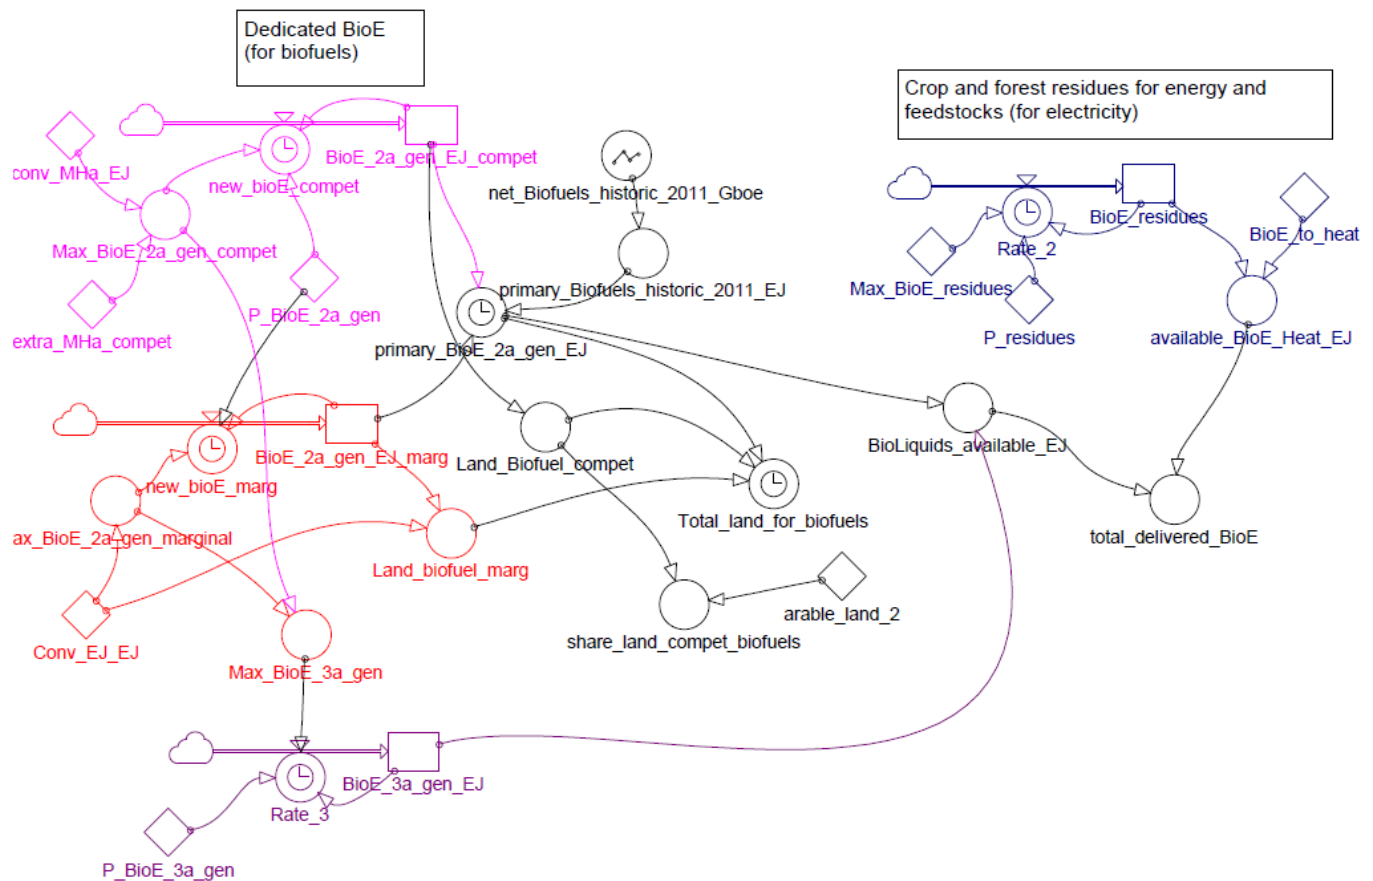 Dedicated BioE
(for biofuels)
Crop and forest residues for energy and
feedstocks (for electricity)
conv_MHa_EJ
new_bioE_compet
BioE_2a_gen_EJ_compet
net_Biofuels_historic_2011_Gboe
BioE_residues
BioE_to_heat
Max_BioE_2a_gen_compet
Rate_2
Max_BioE_residues
primary_Biofuels_historic_2011_EJ
P_BioE_2a_gen
extra_MHa_compet
primary_BioE_2a_gen_EJ
P_residues
available_BioE_Heat_EJ
BioE_2a_gen_EJ_marg
Land_Biofuel_compet
BioLiquids_available_EJ
new_bioE_marg
ax_BioE_2a_gen_marginal
Total_land_for_biofuels
total_delivered_BioE
Land_biofuel_marg
arable_land_2
share_land_compet_biofuels
Conv_EJ_EJ
Max_BioE_3a_gen
BioE_3a_gen_EJ
Rate_3
P_BioE_3a_gen